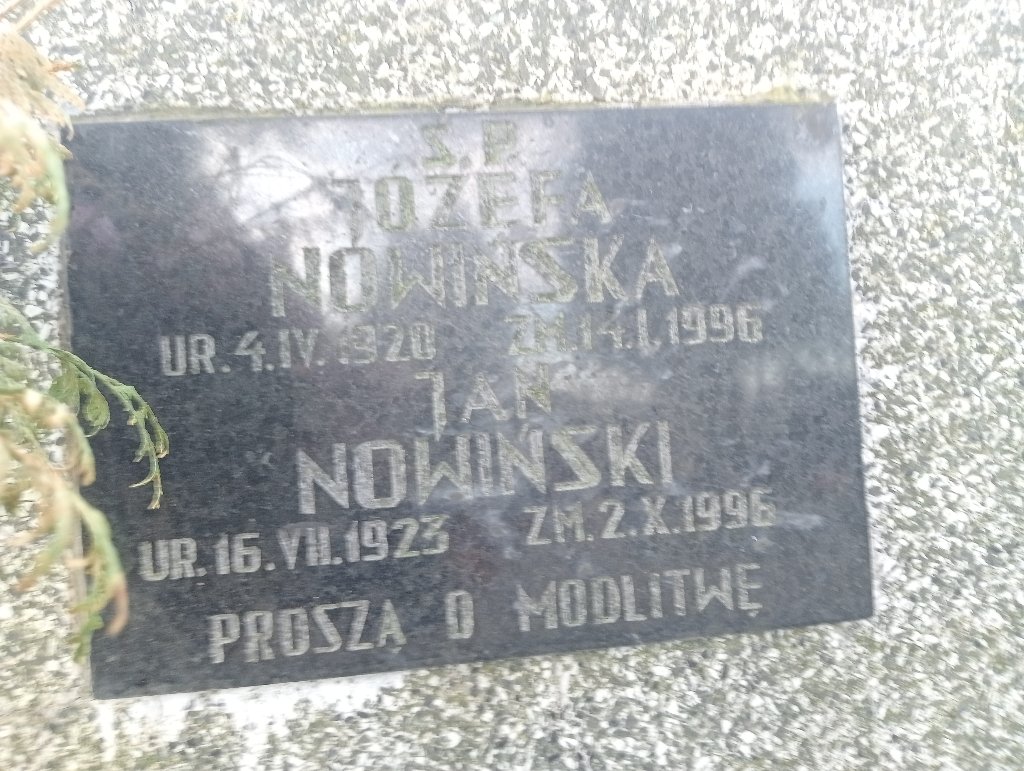 Ś.P.
JÓZEFA
NOWIŃSKA
UR.4.IV.1920 ZM.14.I.1996
JAN
NOWIŃSKI
UR.16.VII.1923 ZM.2.X.1996
PROSZĄ O MODLITWĘ